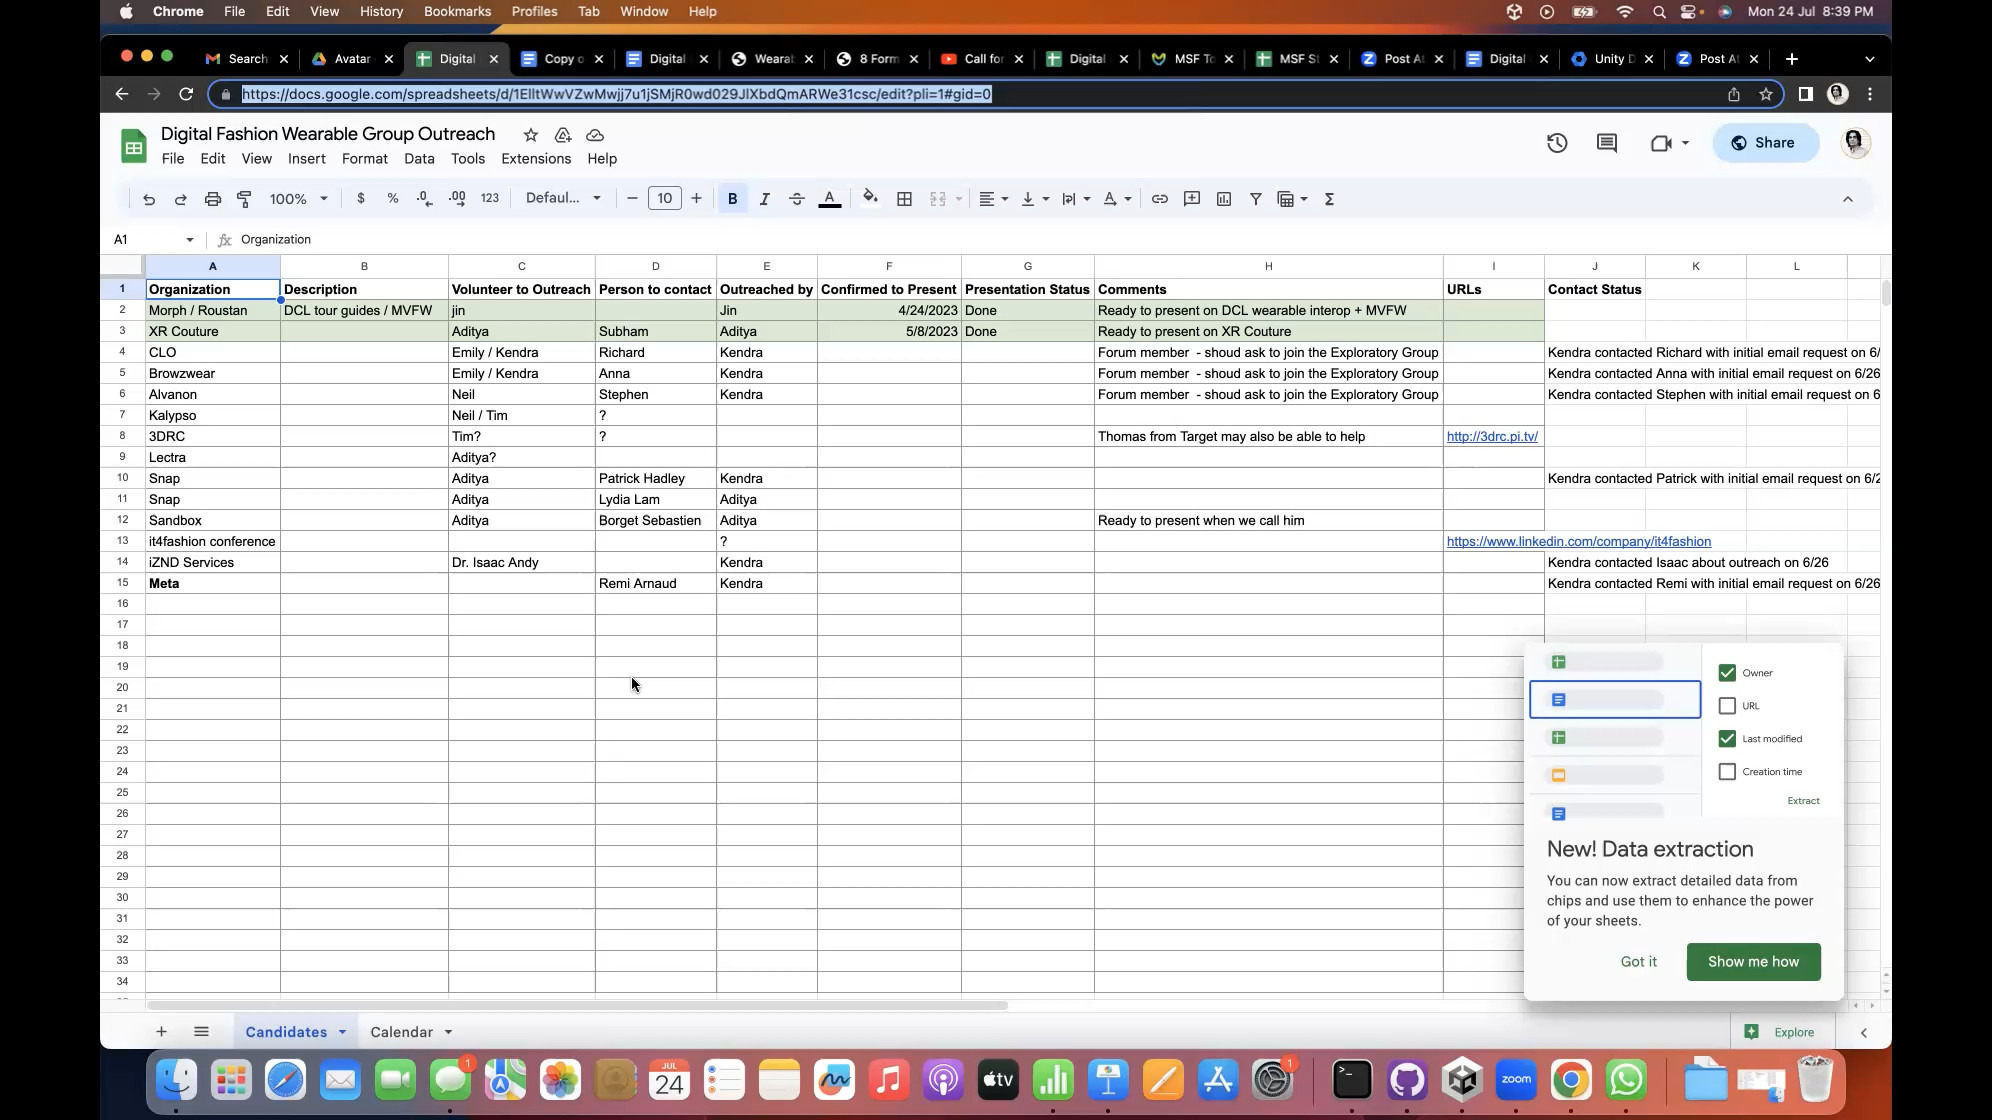 Chrome File Edit View History Bookmarks Profiles Tab Window Help Mon 24 Jul 8:39 PM
Search Avatar Digital Copy o Digital Weara 8 Form Call for Digital MSF To MSF S Post A Digital Unity D Post A
https://docs.google.com/spreadsheets/d/1EIltWwVZwMwjj7u1jSMjR0wd029JlXbdQmARWe31csc/edit?pli=1#gid=0
Digital Fashion Wearable Group Outreach
File Edit View Insert Format Data Tools Extensions Help
Share
100% $ % .0 .00 123 Defaul... 10 B I A
A1 fx Organization
A B C D E F G H I J K L
1 Organization Description Volunteer to Outreach Person to contact Outreached by Confirmed to Present Presentation Status Comments URLs Contact Status
2 Morph / Roustan DCL tour guides / MVFW jin Jin 4/24/2023 Done Ready to present on DCL wearable interop + MVFW
3 XR Couture Aditya Subham Aditya 5/8/2023 Done Ready to present on XR Couture
4 CLO Emily / Kendra Richard Kendra Forum member - shoud ask to join the Exploratory Group Kendra contacted Richard with initial email request on 6/
5 Browzwear Emily / Kendra Anna Kendra Forum member - shoud ask to join the Exploratory Group Kendra contacted Anna with initial email request on 6/26
6 Alvanon Neil Stephen Kendra Forum member - shoud ask to join the Exploratory Group Kendra contacted Stephen with initial email request on 6
7 Kalypso Neil / Tim ?
8 3DRC Tim? ? Thomas from Target may also be able to help http://3drc.pi.tv/
9 Lectra Aditya?
10 Snap Aditya Patrick Hadley Kendra Kendra contacted Patrick with initial email request on 6/2
11 Snap Aditya Lydia Lam Aditya
12 Sandbox Aditya Borget Sebastien Aditya Ready to present when we call him
13 it4fashion conference ? https://www.linkedin.com/company/it4fashion
14 iZND Services Dr. Isaac Andy Kendra Kendra contacted Isaac about outreach on 6/26
15 Meta Remi Arnaud Kendra Kendra contacted Remi with initial email request on 6/26
16
17
18
19
20
21
22
23
24
25
26
27
28
29
30
31
32
33
34
Owner
URL
Last modified
Creation time
Extract
New! Data extraction
You can now extract detailed data from
chips and use them to enhance the power
of your sheets.
Got it Show me how
Candidates Calendar Explore
1 JUL 24 tv 1 zoom